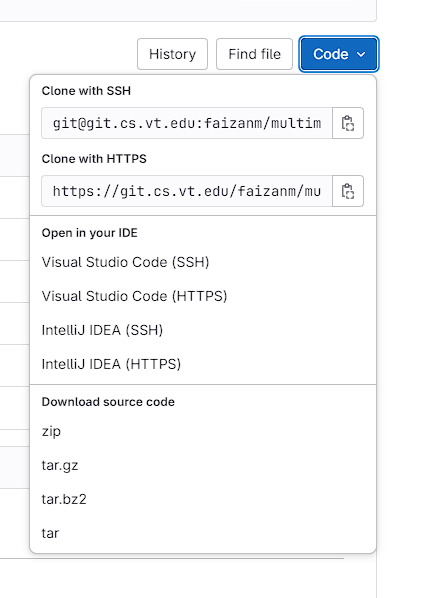 History Find file Code
Clone with SSH
git@git.cs.vt.edu:faizanm/multim
Clone with HTTPS
https://git.cs.vt.edu/faizanm/mu
Open in your IDE
Visual Studio Code (SSH)
Visual Studio Code (HTTPS)
IntelliJ IDEA (SSH)
IntelliJ IDEA (HTTPS)
Download source code
zip
tar.gz
tar.bz2
tar